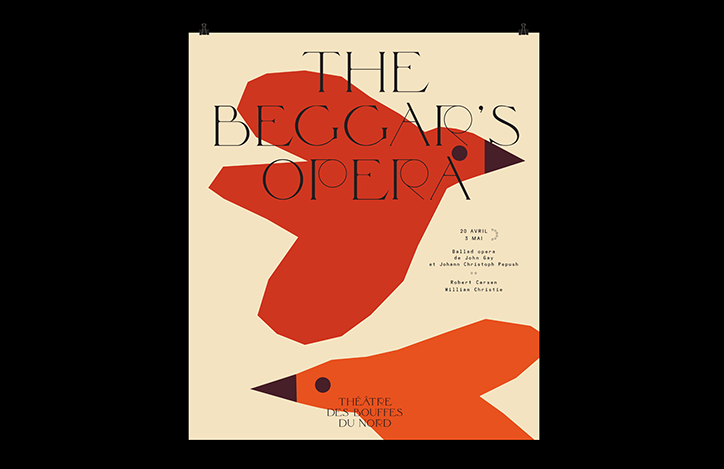 THE
BEGGAR'S
OPERA
20 AVRIL
3 MAI
Ballad opera
de John Gay
et Johann Christoph Pepush
Robert Carsen
William Christie
THÉÂTRE
DES BOUFFES
DU NORD